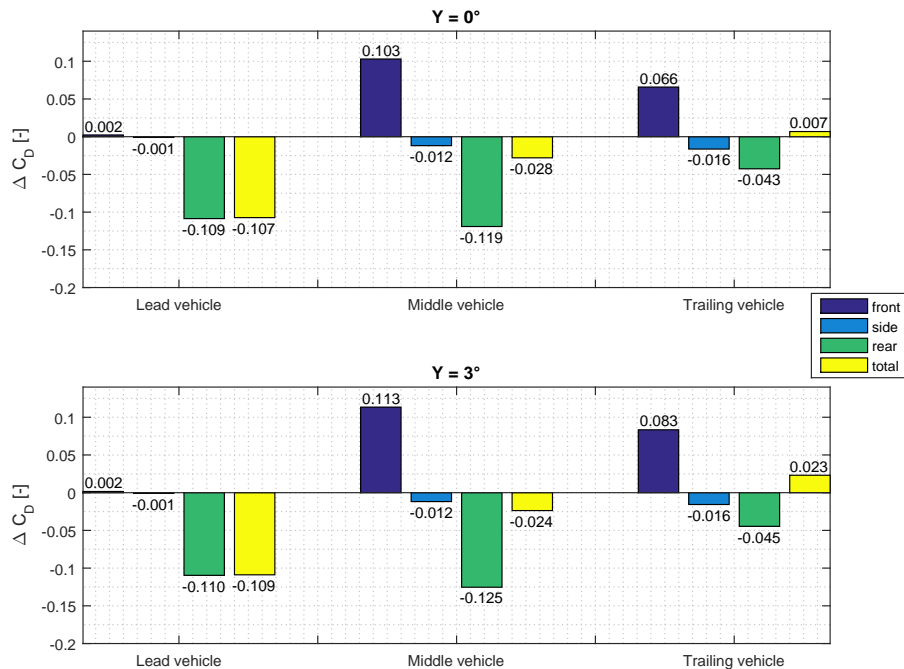 Y = 0°
Δ C_D [-]
0.1
0.05
0
-0.05
-0.1
-0.15
-0.2
0.002
-0.001
-0.109
-0.107
0.103
-0.012
-0.119
-0.028
0.066
-0.016
-0.043
0.007
Lead vehicle
Middle vehicle
Trailing vehicle
front
side
rear
total
Y = 3°
Δ C_D [-]
0.1
0.05
0
-0.05
-0.1
-0.15
-0.2
0.002
-0.001
-0.110
-0.109
0.113
-0.012
-0.125
-0.024
0.083
-0.016
-0.045
0.023
Lead vehicle
Middle vehicle
Trailing vehicle